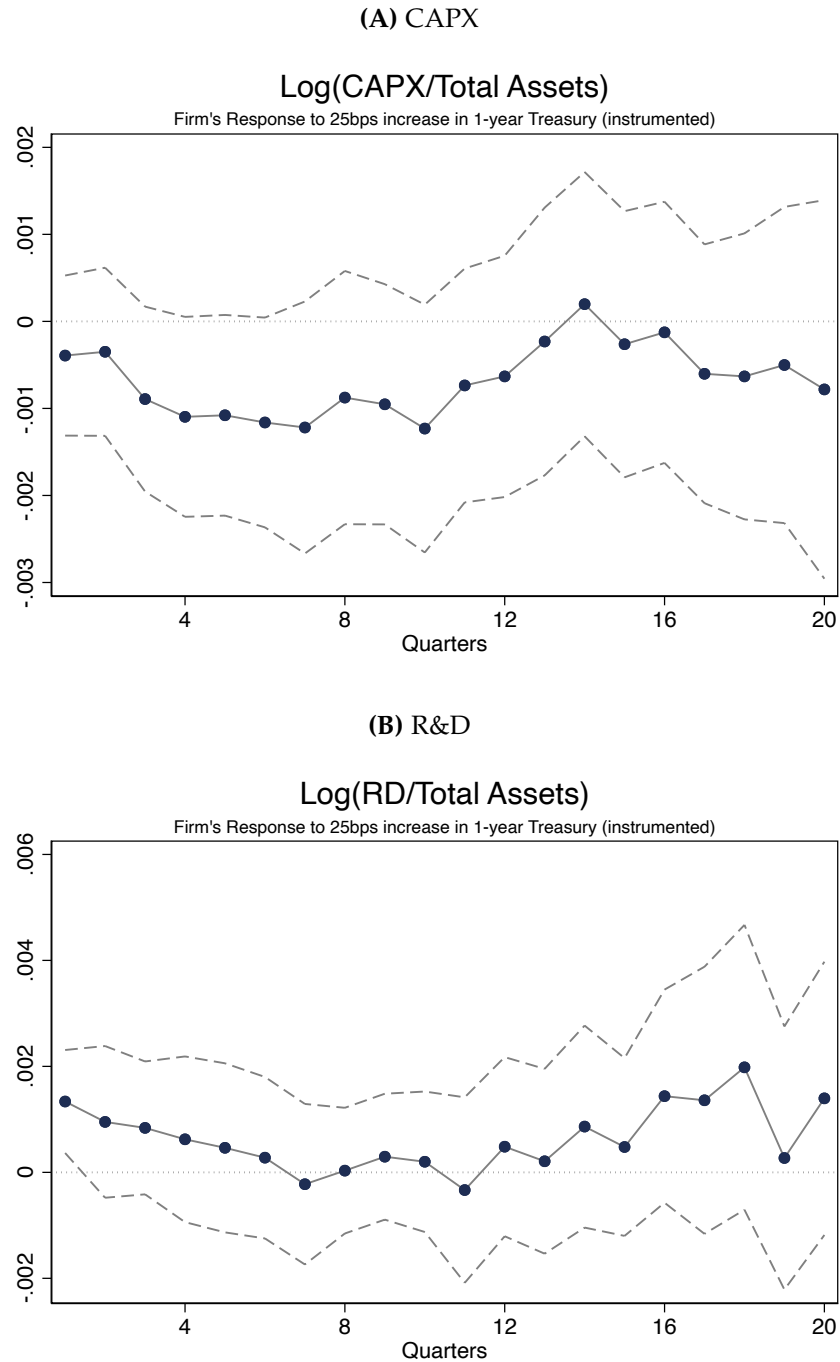 (A) CAPX
Log(CAPX/Total Assets)
Firm's Response to 25bps increase in 1-year Treasury (instrumented)
.002
.001
0
-.001
-.002
-.003
4 8 12 16 20
Quarters
(B) R&D
Log(RD/Total Assets)
Firm's Response to 25bps increase in 1-year Treasury (instrumented)
.006
.004
.002
0
-.002
4 8 12 16 20
Quarters